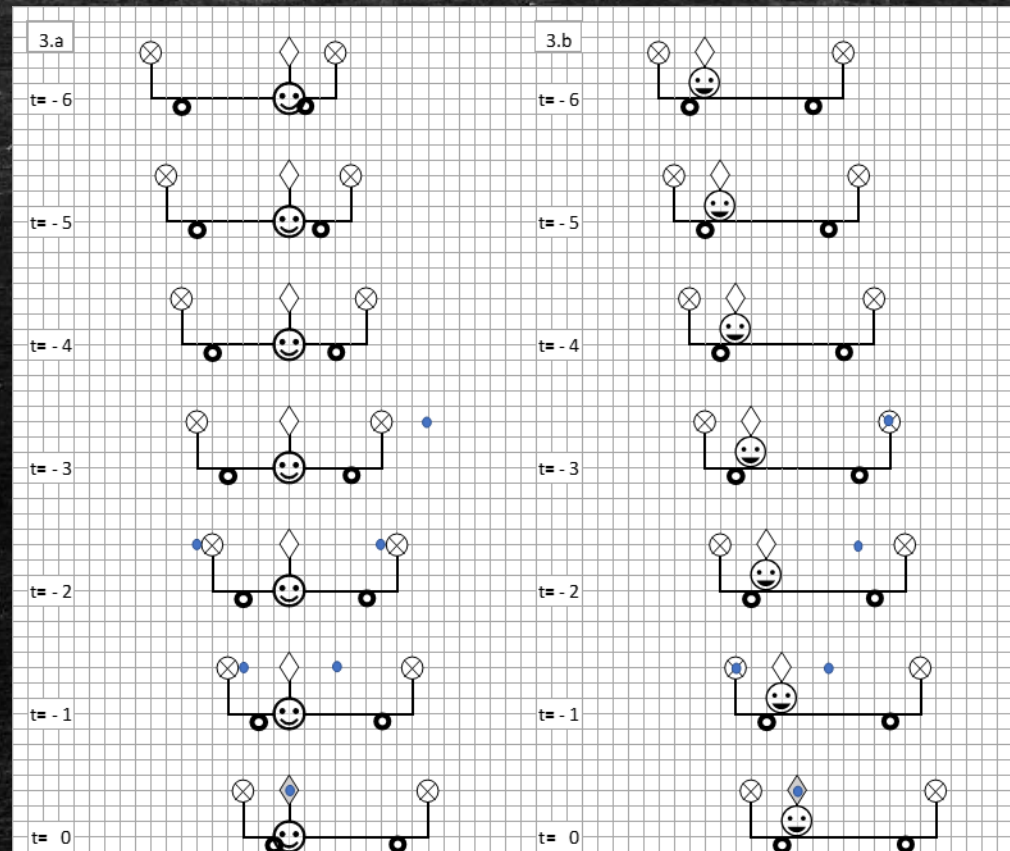 3.a
t= - 6
t= - 5
t= - 4
t= - 3
t= - 2
t= - 1
t= 0
3.b
t= - 6
t= - 5
t= - 4
t= - 3
t= - 2
t= - 1
t= 0